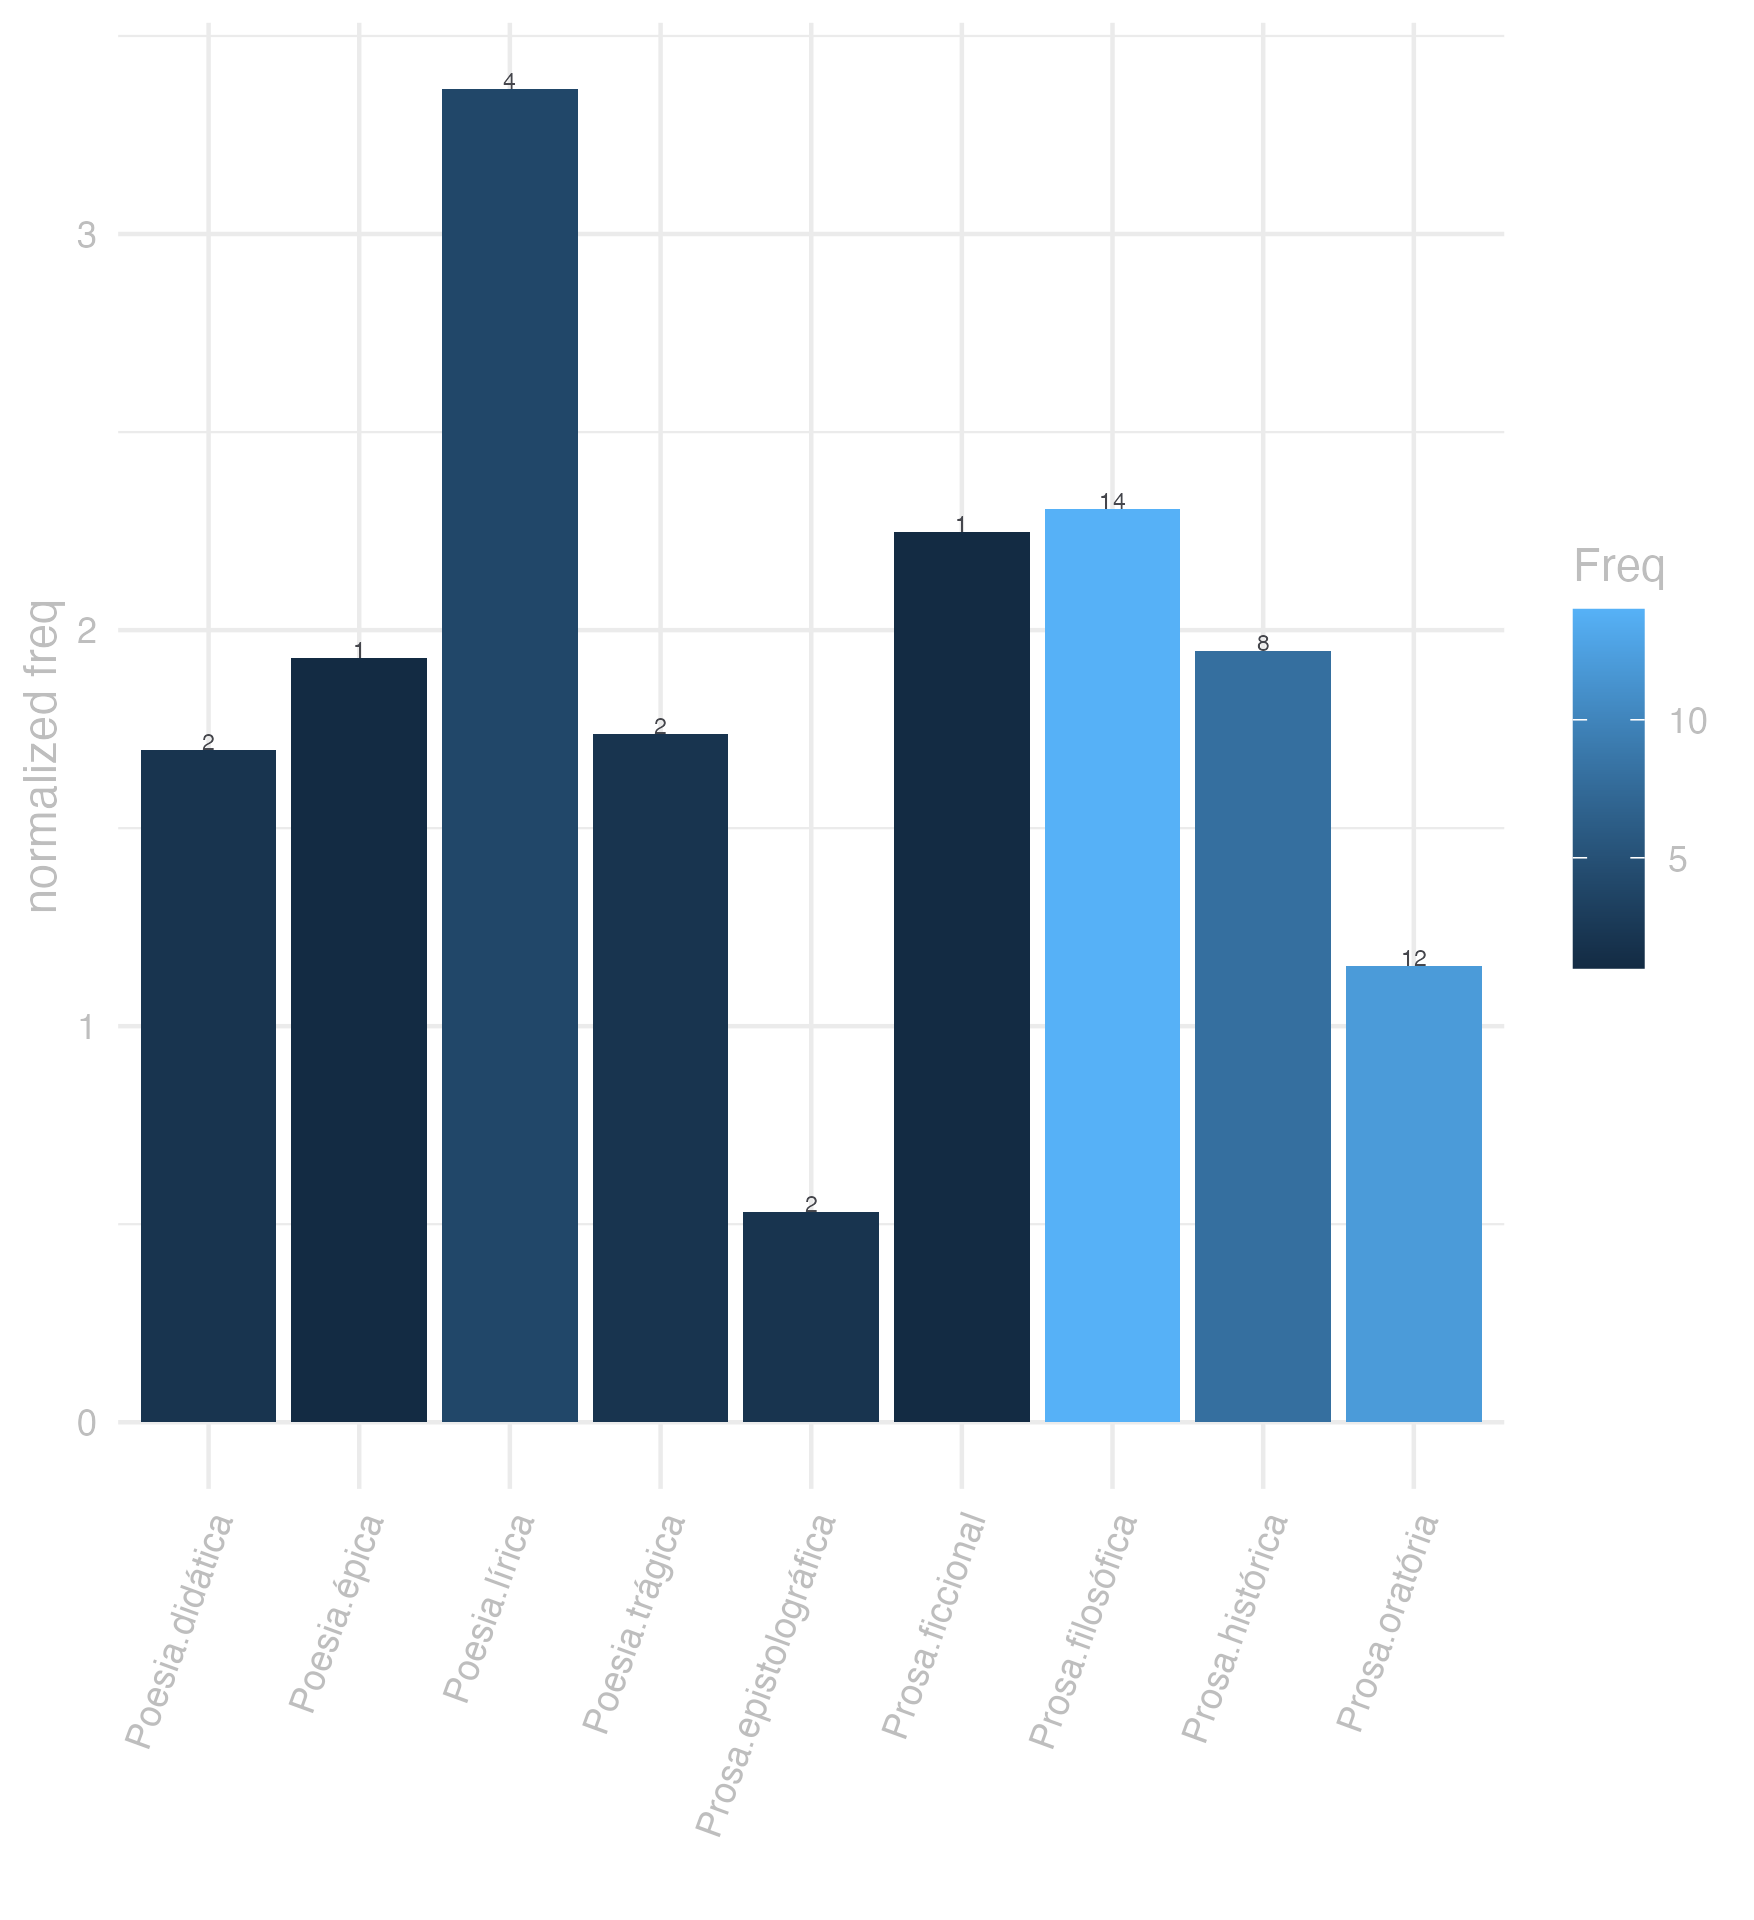 normalized freq
3
2
1
0
2
1
4
2
2
1
14
8
12
Poesia.didática
Poesia.épica
Poesia.lírica
Poesia.trágica
Prosa.epistolográfica
Prosa.ficcional
Prosa.filosófica
Prosa.histórica
Prosa.oratória
Freq
10
5